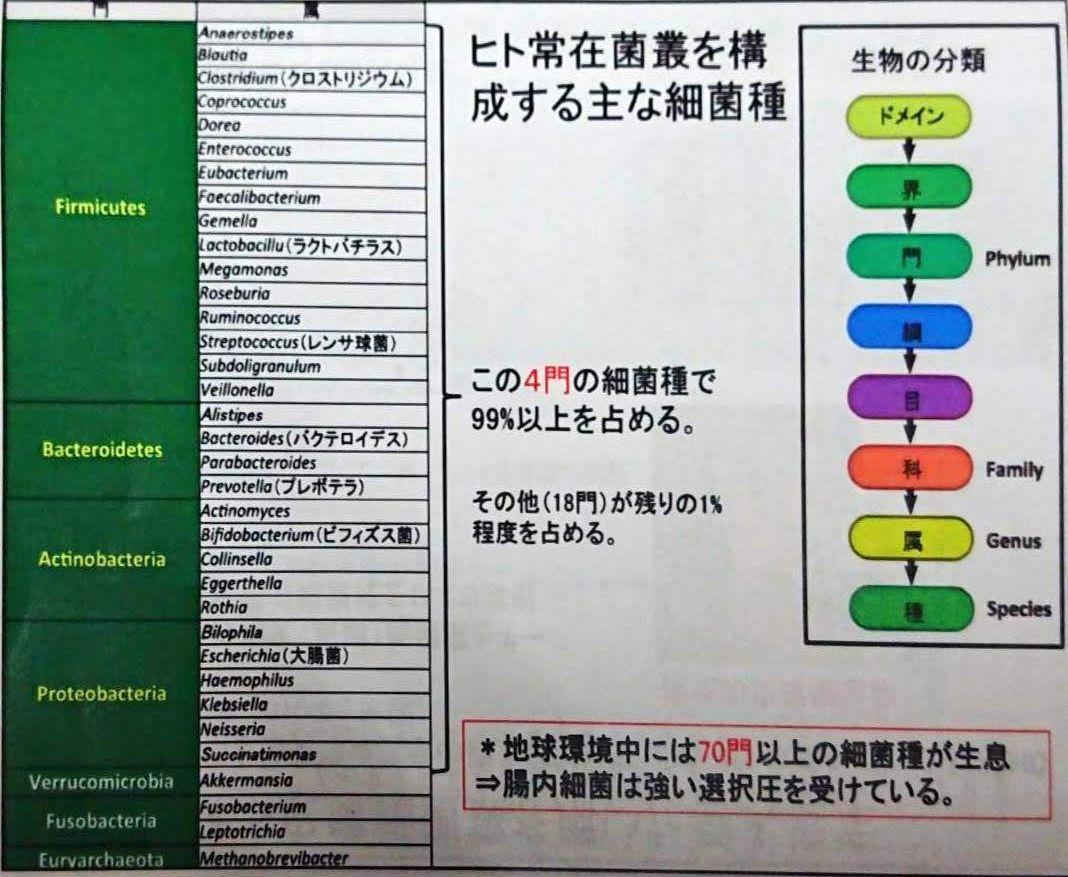 門 属
Firmicutes
Anaerostipes
Blautia
Clostridium(クロストリジウム)
Coprococcus
Dorea
Enterococcus
Eubacterium
Faecalibacterium
Gemella
Lactobacillu(ラクトバチラス)
Megamonas
Roseburia
Ruminococcus
Streptococcus(レンサ球菌)
Subdoligranulum
Veillonella
Bacteroidetes
Alistipes
Bacteroides(バクテロイデス)
Parabacteroides
Prevotella(プレボテラ)
Actinobacteria
Actinomyces
Bifidobacterium(ビフィズス菌)
Collinsella
Eggerthella
Rothia
Proteobacteria
Bilophila
Escherichia(大腸菌)
Haemophilus
Klebsiella
Neisseria
Succinatimonas
Verrucomicrobia
Akkermansia
Fusobacteria
Fusobacterium
Leptotrichia
Euryarchaeota
Methanobrevibacter
ヒト常在菌叢を構
成する主な細菌種
この4門の細菌種で
99%以上を占める。
その他(18門)が残りの1%
程度を占める。
生物の分類
ドメイン
界
門 Phylum
綱
目
科 Family
属 Genus
種 Species
*地球環境中には70門以上の細菌種が生息
⇒腸内細菌は強い選択圧を受けている。